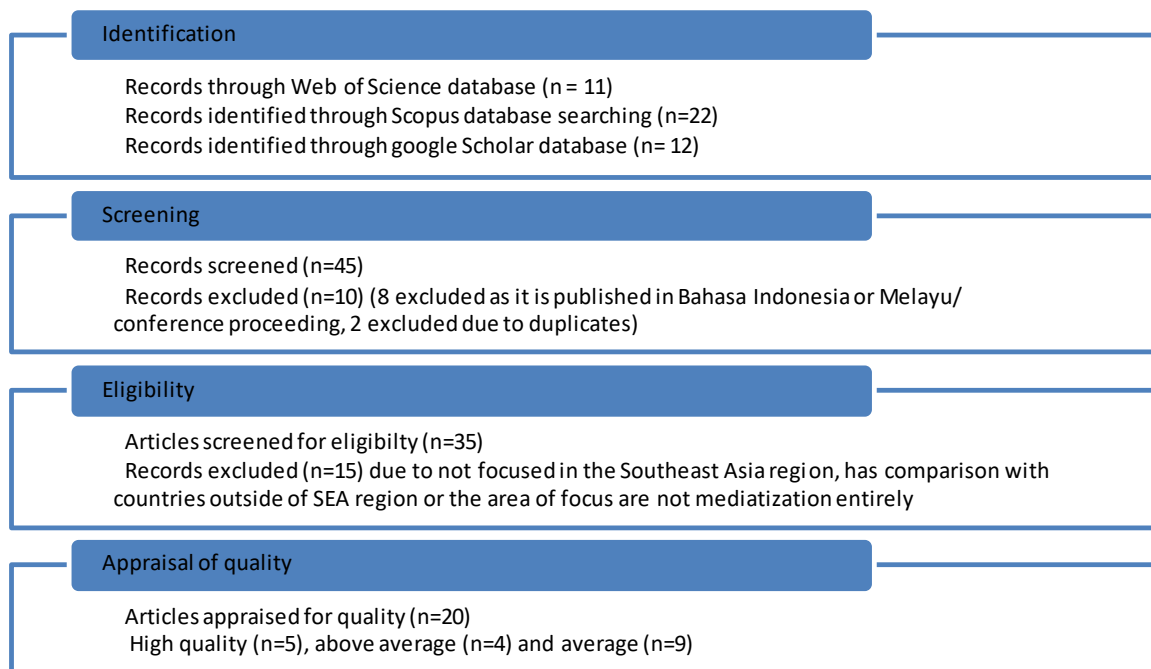 Identification
Records through Web of Science database (n = 11)
Records identified through Scopus database searching (n=22)
Records identified through google Scholar database (n= 12)
Screening
Records screened (n=45)
Records excluded (n=10) (8 excluded as it is published in Bahasa Indonesia or Melayu/
conference proceeding, 2 excluded due to duplicates)
Eligibility
Articles screened for eligibilty (n=35)
Records excluded (n=15) due to not focused in the Southeast Asia region, has comparison with
countries outside of SEA region or the area of focus are not mediatization entirely
Appraisal of quality
Articles appraised for quality (n=20)
High quality (n=5), above average (n=4) and average (n=9)